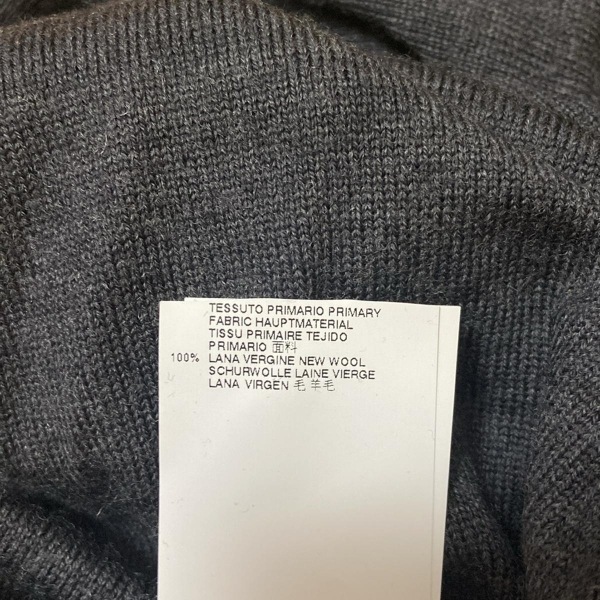 TESSUTO PRIMARIO PRIMARY
FABRIC HAUPTMATERIAL
TISSU PRIMAIRE TEJIDO
PRIMARIO 面料
100% LANA VERGINE NEW WOOL
SCHURWOLLE LAINE VIERGE
LANA VIRGEN 毛 羊毛